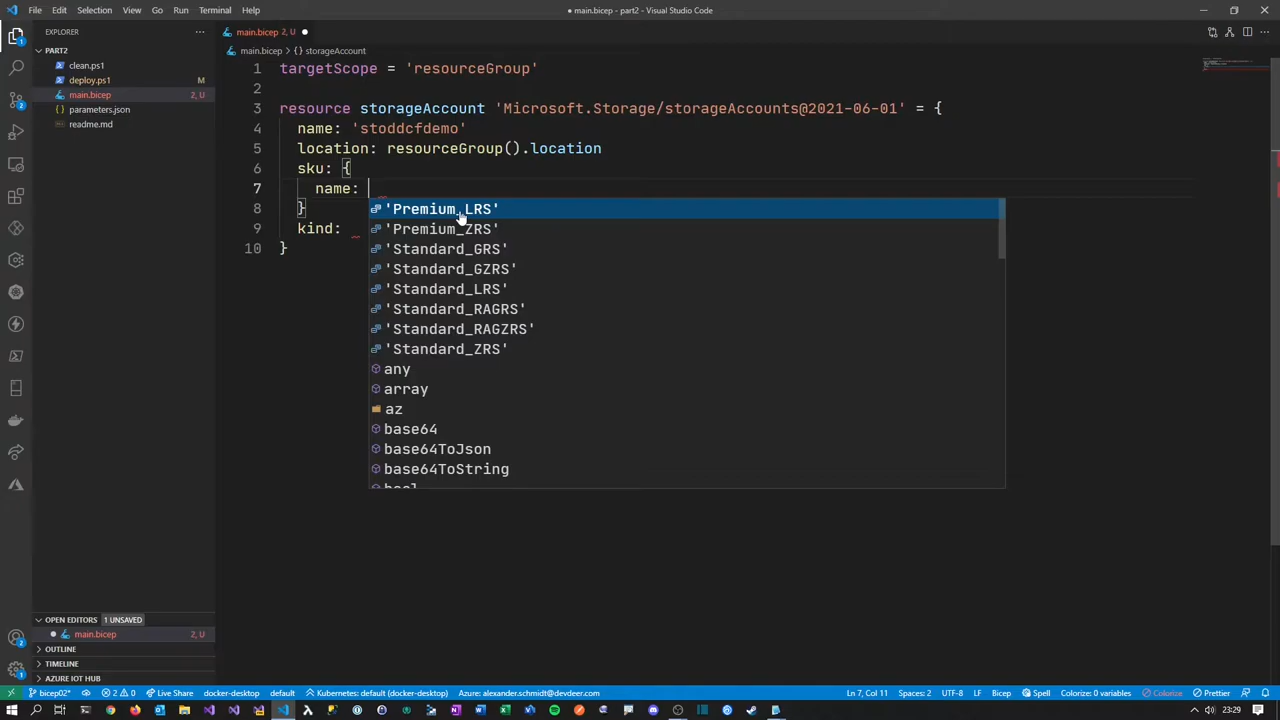 File Edit Selection View Go Run Terminal Help
● main.bicep - part2 - Visual Studio Code
EXPLORER
PART2
clean.ps1
deploy.ps1 M
main.bicep 2, U
parameters.json
readme.md
main.bicep 2, U
main.bicep > {} storageAccount
1 targetScope = 'resourceGroup'
2
3 resource storageAccount 'Microsoft.Storage/storageAccounts@2021-06-01' = {
4 name: 'stoddcfdemo'
5 location: resourceGroup().location
6 sku: {
7 name:
8 }
9 kind:
10 }
'Premium_LRS'
'Premium_ZRS'
'Standard_GRS'
'Standard_GZRS'
'Standard_LRS'
'Standard_RAGRS'
'Standard_RAGZRS'
'Standard_ZRS'
any
array
az
base64
base64ToJson
base64ToString
bool
OPEN EDITORS 1 UNSAVED
main.bicep 2, U
OUTLINE
TIMELINE
AZURE IOT HUB
bicep02* 2 0 Live Share docker-desktop default Kubernetes: default (docker-desktop) Azure: alexander.schmidt@devdeer.com Ln 7, Col 11 Spaces: 2 UTF-8 LF Bicep Spell Colorize: 0 variables Colorize Prettier
23:29